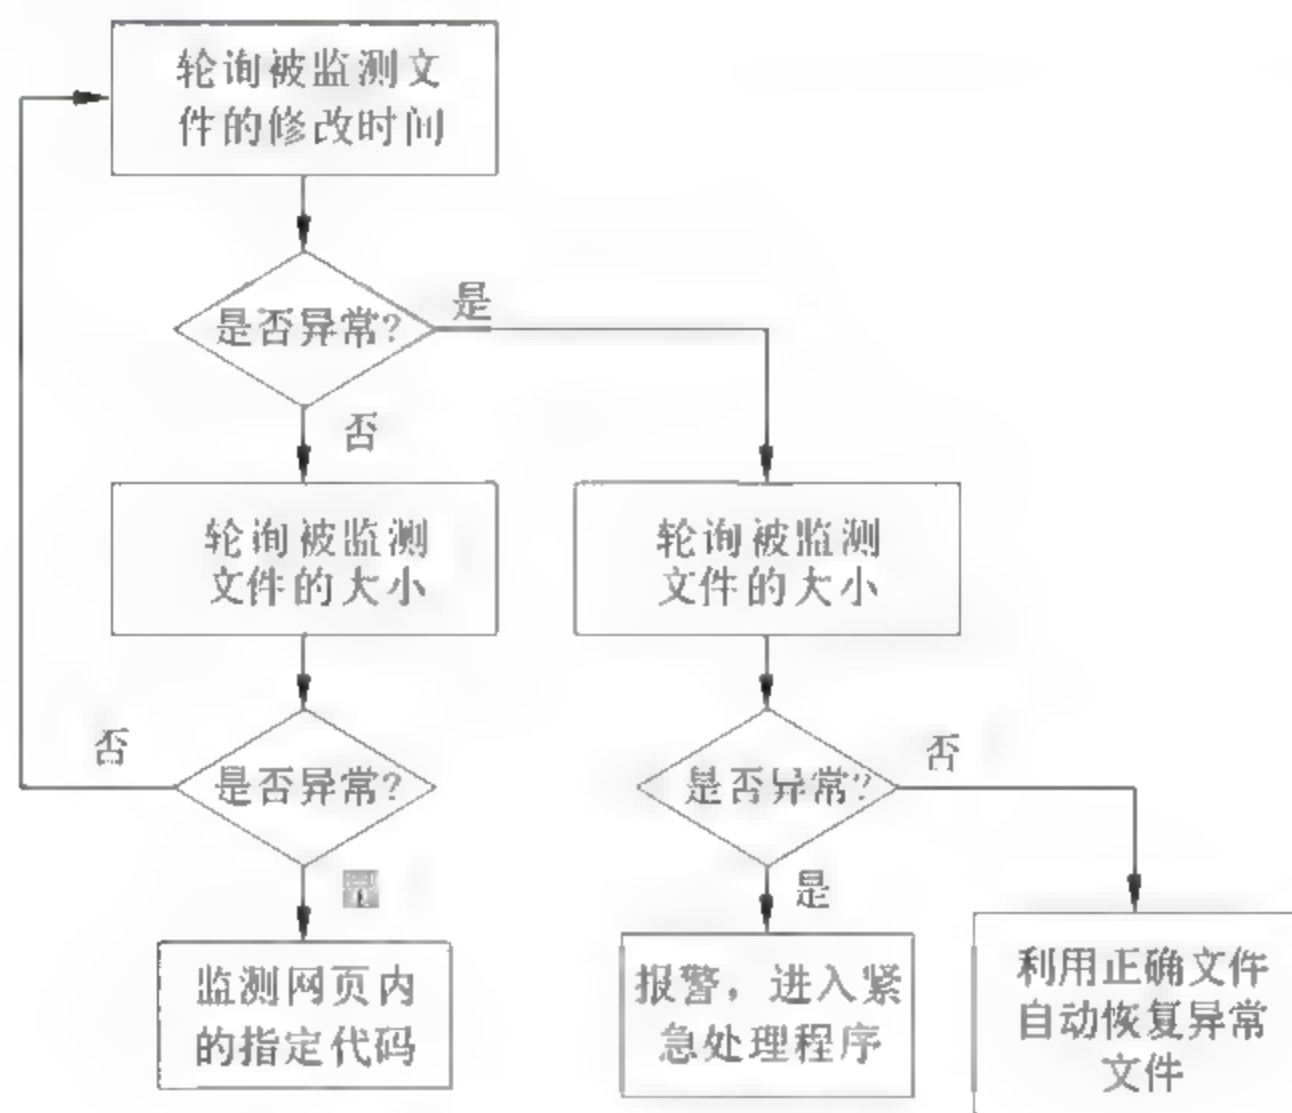 轮询被监测文
件的修改时间
是否异常?
是
否
轮询被监测
文件的大小
轮询被监测
文件的大小
否
是否异常?
是否异常?
否
是
监测网页内
的指定代码
报警，进入紧
急处理程序
利用正确文件
自动恢复异常
文件